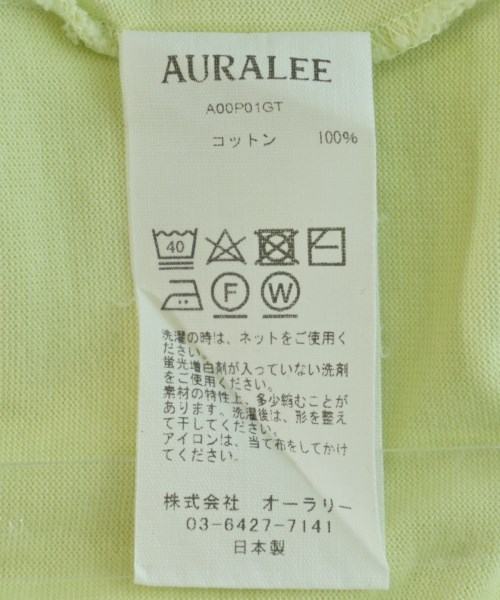 AURALEE
A00P01GT
コットン 100%
40
F W
洗濯の時は、ネットをご使用く
ださい。
蛍光増白剤が入っていない洗剤
をご使用ください。
素材の特性上、多少縮むことが
あります。洗濯後は、形を整え
て干してください。
アイロンは、当て布をしてかけ
てください。
株式会社 オーラリー
03-6427-7141
日本製